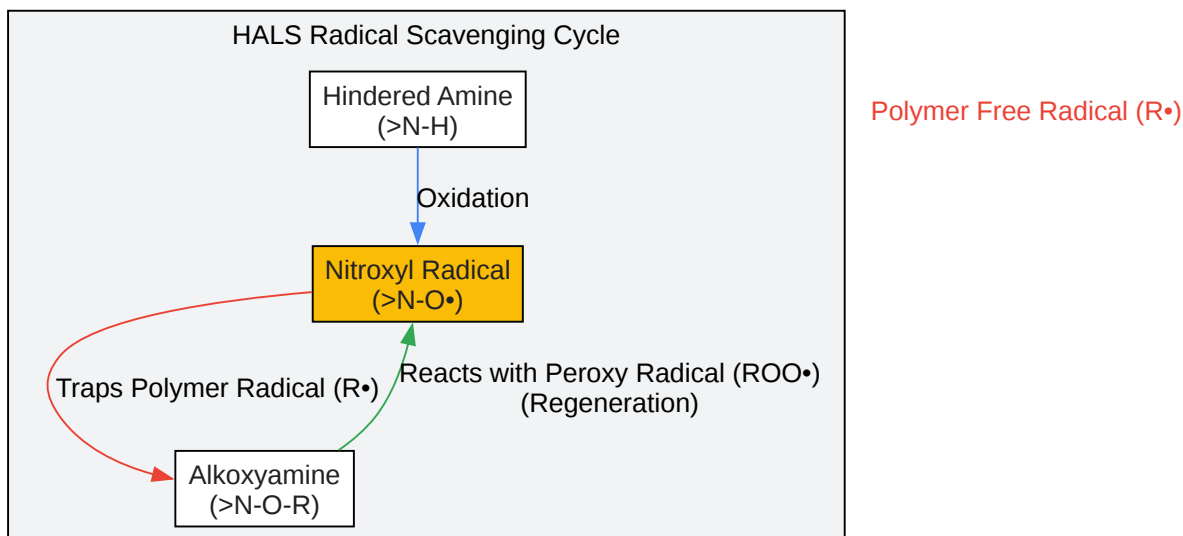 HALS Radical Scavenging Cycle
Hindered Amine
(>N-H)
Polymer Free Radical (R•)
Oxidation
Nitroxyl Radical
(>N-O•)
Traps Polymer Radical (R•)
Reacts with Peroxy Radical (ROO•)
(Regeneration)
Alkoxyamine
(>N-O-R)